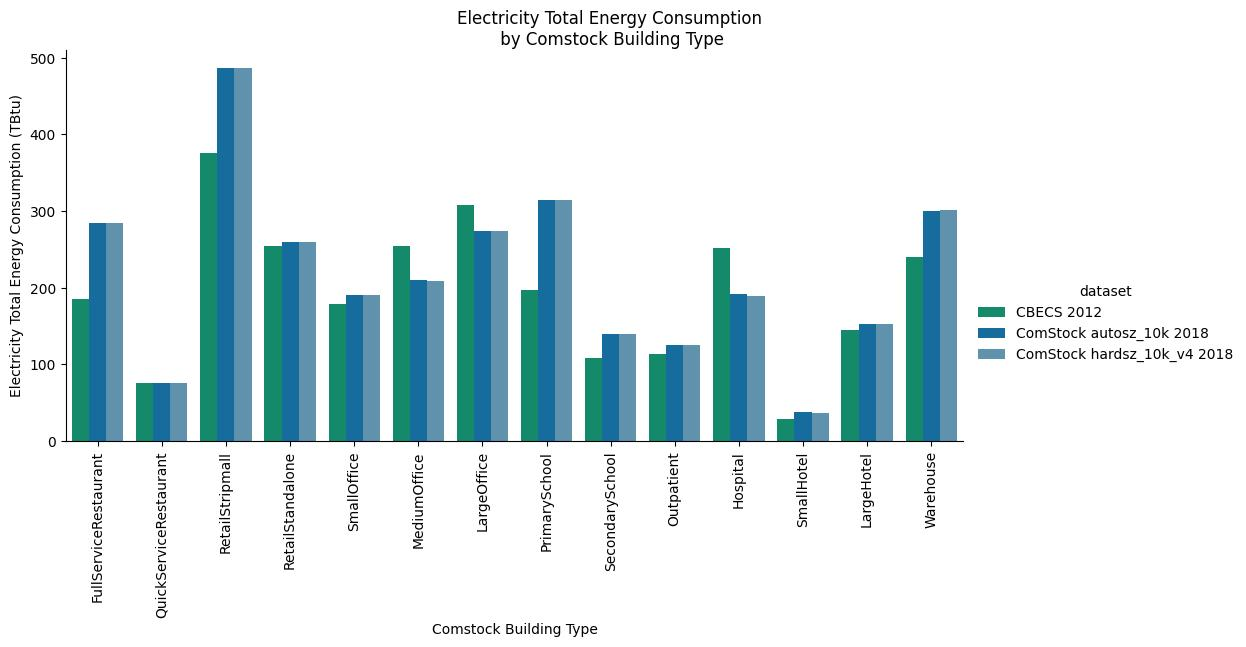 Electricity Total Energy Consumption
by Comstock Building Type
Electricity Total Energy Consumption (TBtu)
500
400
300
200
100
0
FullServiceRestaurant
QuickServiceRestaurant
RetailStripmall
RetailStandalone
SmallOffice
MediumOffice
LargeOffice
PrimarySchool
SecondarySchool
Outpatient
Hospital
SmallHotel
LargeHotel
Warehouse
Comstock Building Type
dataset
CBECS 2012
ComStock autosz_10k 2018
ComStock hardsz_10k_v4 2018